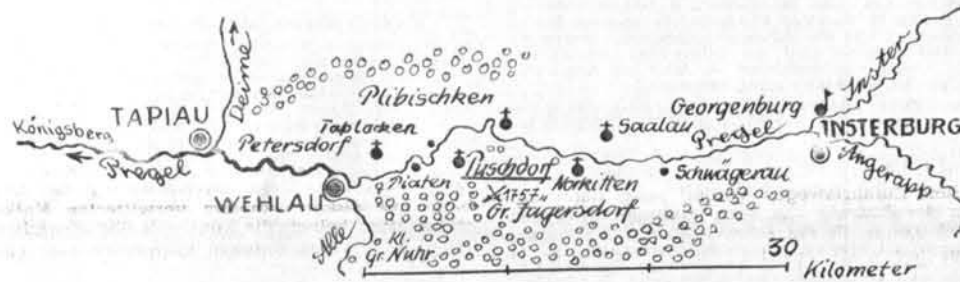 Deime
Inster
Plibischken
TAPIAU
Georgenburg
Königsberg
Taplacken
Saalau
Pregel
INSTERBURG
Petersdorf
Pregel
Puschdorf
Angerapp
Piaten
Norkitten
Schwägerau
WEHLAU
"1757"
Gr. Jägersdorf
Alle
Kl.
Gr. Nuhr
30
Kilometer